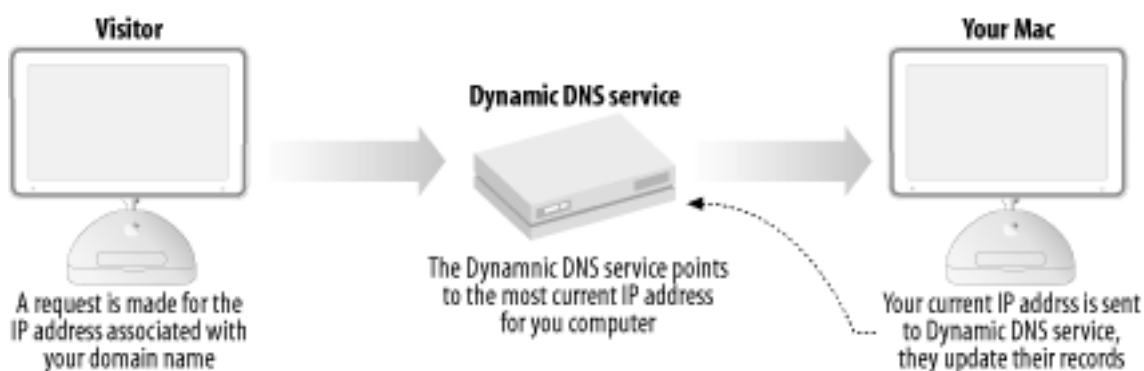 Visitor
A request is made for the
IP address associated with
your domain name
Dynamic DNS service
The Dynamnic DNS service points
to the most current IP address
for you computer
Your Mac
Your current IP addrss is sent
to Dynamic DNS service,
they update their records